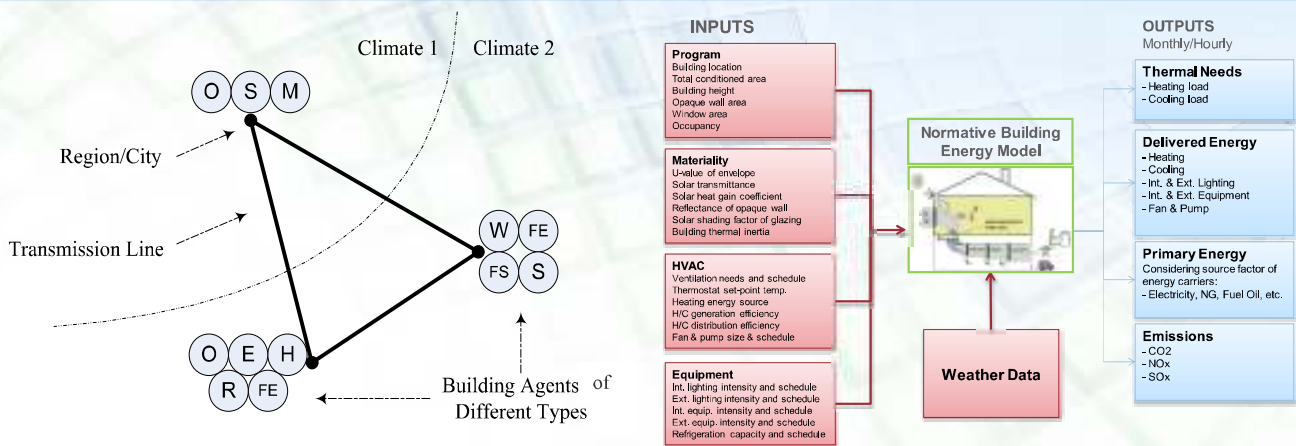 Climate 1
Climate 2
O S M
Region/City
Transmission Line
W FE
FS S
O E H
R FE
Building Agents of
Different Types
INPUTS
Program
Building location
Total conditioned area
Building height
Opaque wall area
Window area
Occupancy
Materiality
U-value of envelope
Solar transmittance
Solar heat gain coefficient
Reflectance of opaque wall
Solar shading factor of glazing
Building thermal inertia
HVAC
Ventilation needs and schedule
Thermostat set-point temp.
Heating energy source
H/C generation efficiency
H/C distribution efficiency
Fan & pump size & schedule
Equipment
Int. lighting intensity and schedule
Ext. lighting intensity and schedule
Int. equip. intensity and schedule
Ext. equip. intensity and schedule
Refrigeration capacity and schedule
Normative Building
Energy Model
Weather Data
OUTPUTS
Monthly/Hourly
Thermal Needs
- Heating load
- Cooling load
Delivered Energy
- Heating
- Cooling
- Int. & Ext. Lighting
- Int. & Ext. Equipment
- Fan & Pump
Primary Energy
Considering source factor of
energy carriers:
- Electricity, NG, Fuel Oil, etc.
Emissions
- CO2
- NOx
- SOx